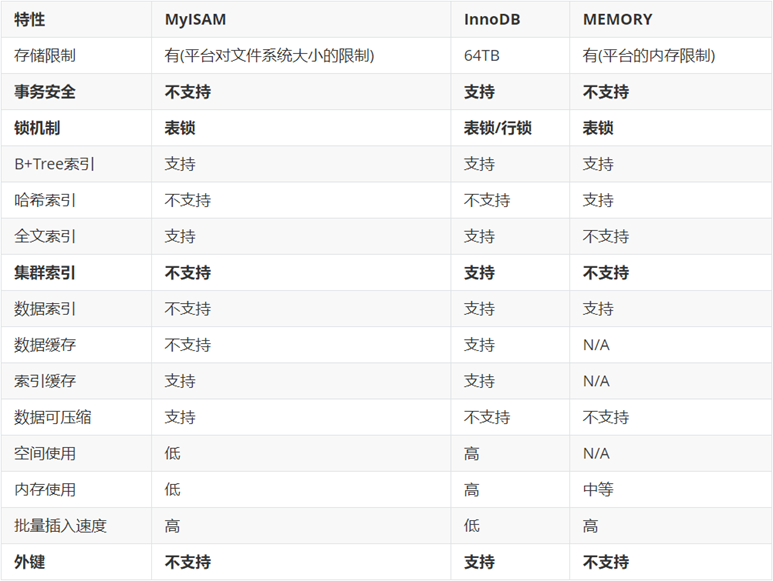 特性 MyISAM InnoDB MEMORY
存储限制 有(平台对文件系统大小的限制) 64TB 有(平台的内存限制)
事务安全 不支持 支持 不支持
锁机制 表锁 表锁/行锁 表锁
B+Tree索引 支持 支持 支持
哈希索引 不支持 不支持 支持
全文索引 支持 支持 不支持
集群索引 不支持 支持 不支持
数据索引 不支持 支持 支持
数据缓存 不支持 支持 N/A
索引缓存 支持 支持 N/A
数据可压缩 支持 不支持 不支持
空间使用 低 高 N/A
内存使用 低 高 中等
批量插入速度 高 低 高
外键 不支持 支持 不支持